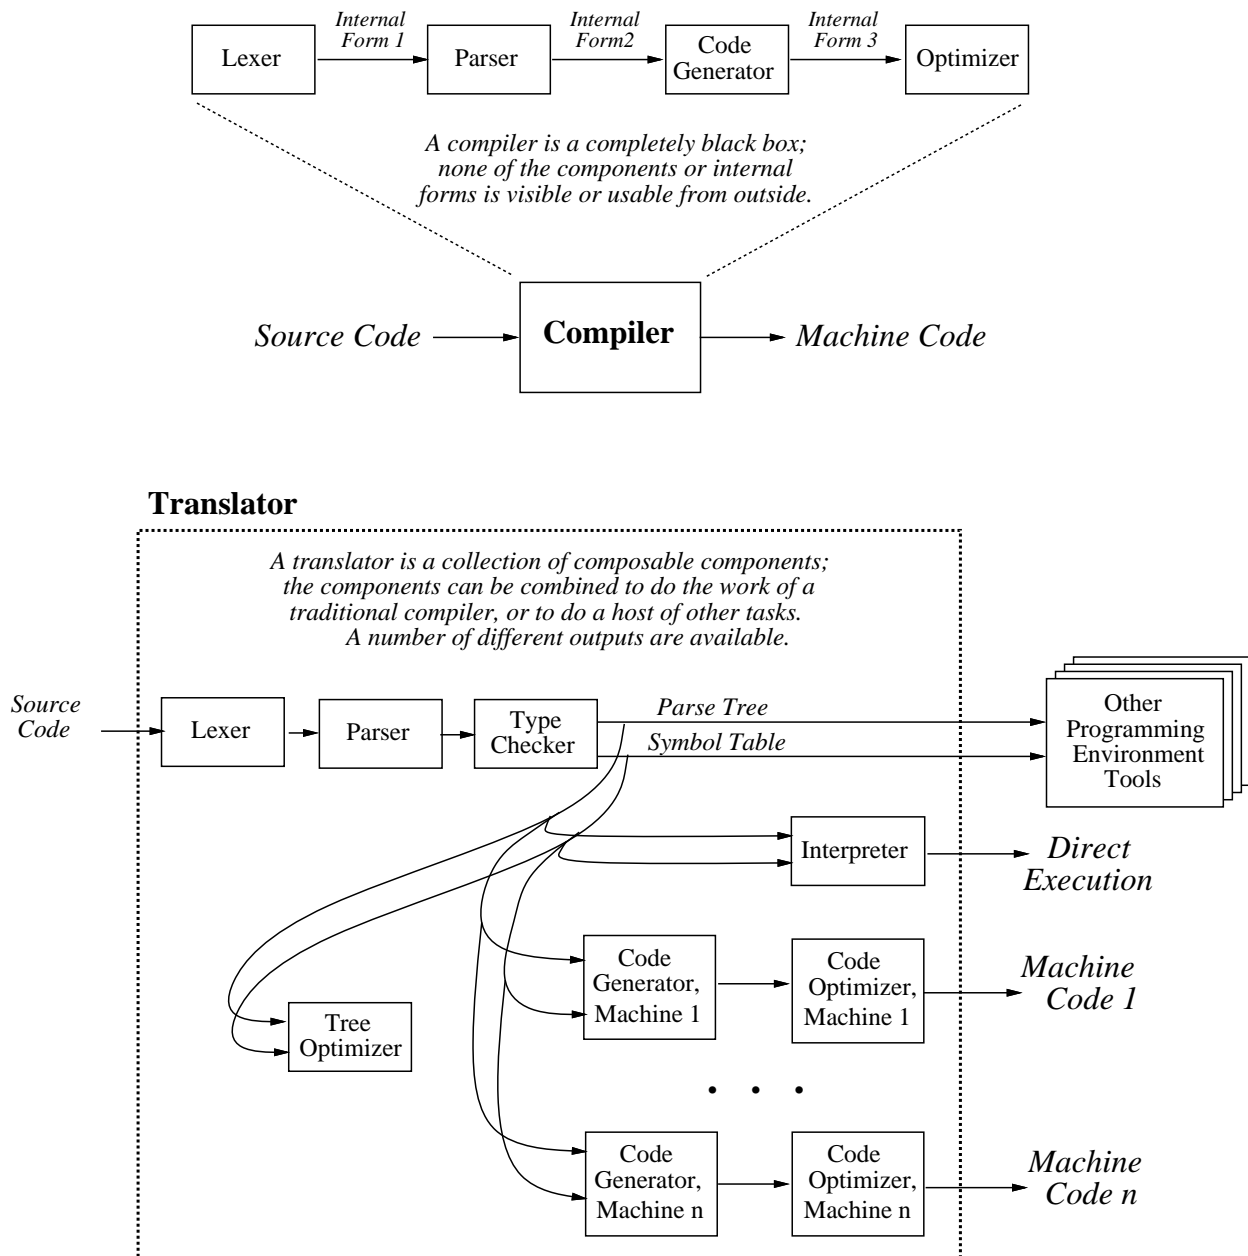 Internal
Form 1
Internal
Form2
Internal
Form 3
Lexer
Parser
Code
Generator
Optimizer
A compiler is a completely black box;
none of the components or internal
forms is visible or usable from outside.
Source Code
Compiler
Machine Code
Translator
A translator is a collection of composable components;
the components can be combined to do the work of a
traditional compiler, or to do a host of other tasks.
A number of different outputs are available.
Source
Code
Lexer
Parser
Type
Checker
Parse Tree
Symbol Table
Other
Programming
Environment
Tools
Interpreter
Direct
Execution
Code
Generator,
Machine 1
Code
Optimizer,
Machine 1
Machine
Code 1
Tree
Optimizer
. . .
Code
Generator,
Machine n
Code
Optimizer,
Machine n
Machine
Code n